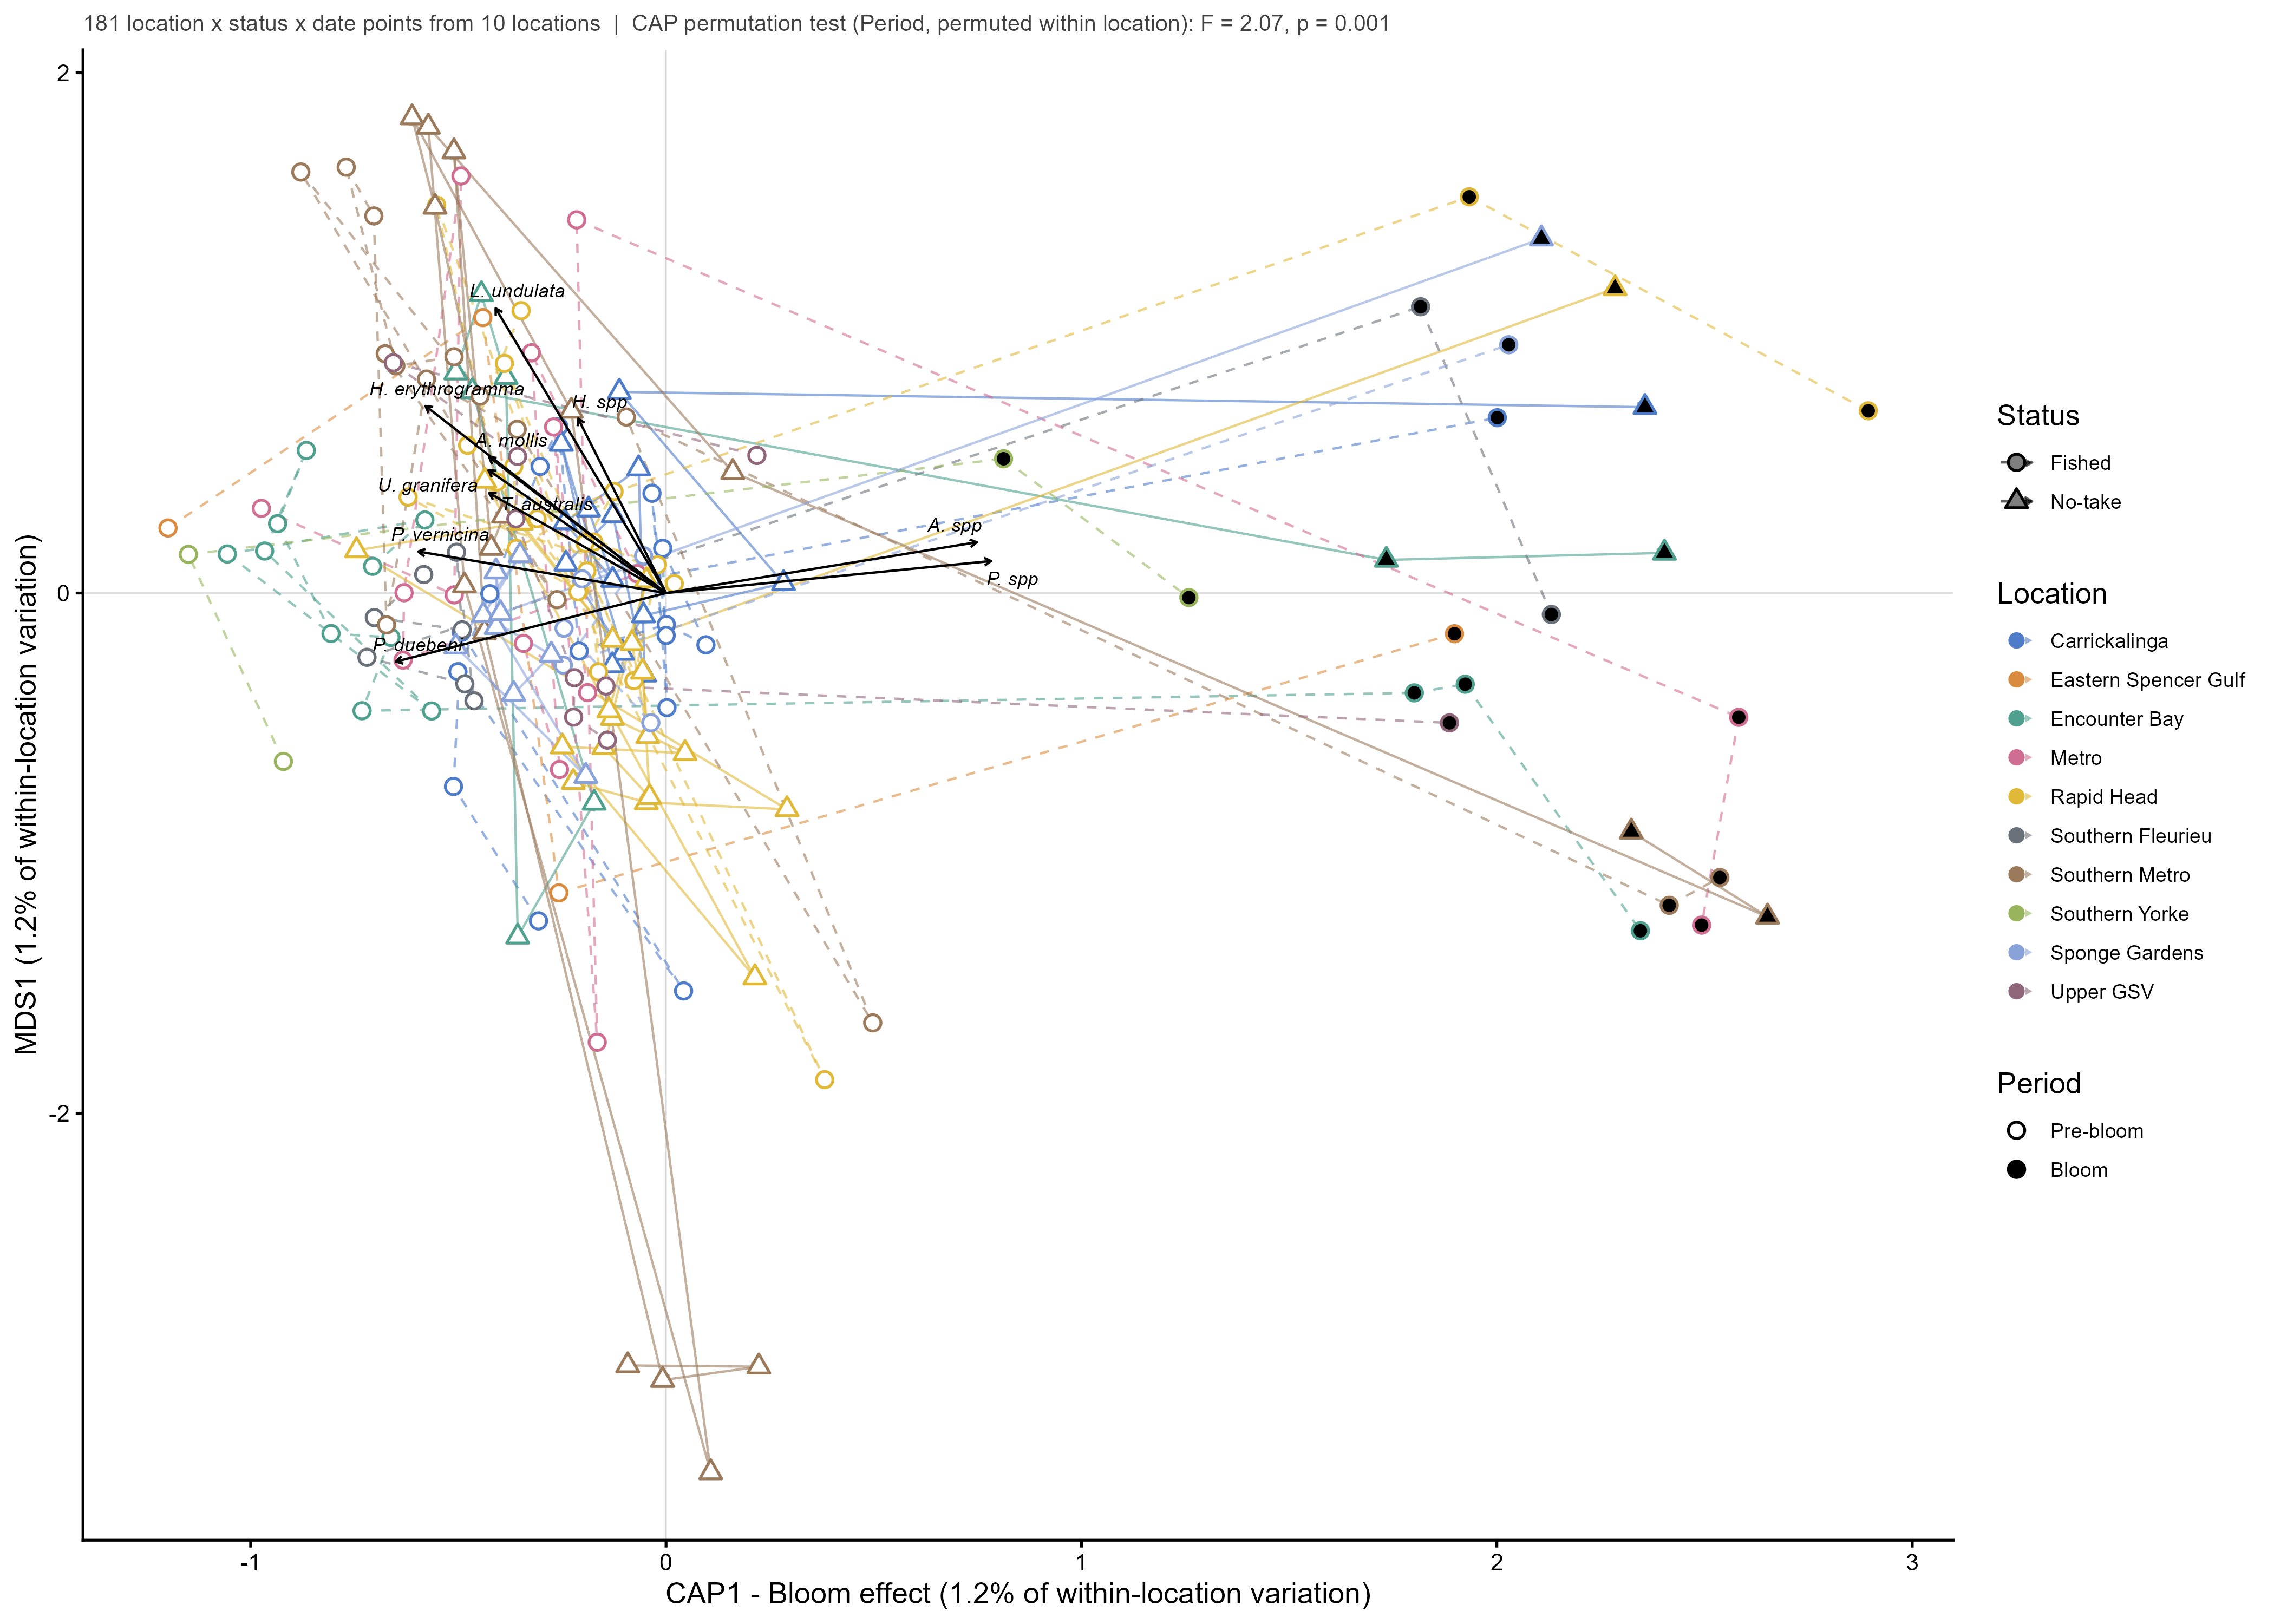 181 location x status x date points from 10 locations | CAP permutation test (Period, permuted within location): F = 2.07, p = 0.001
MDS1 (1.2% of within-location variation)
2
0
-2
L. undulata
H. erythrogramma
H. spp
A. mollis
U. granifera
T. australis
P. vernicina
A. spp
P. spp
P. duebeni
-1
0
1
2
3
CAP1 - Bloom effect (1.2% of within-location variation)
Status
Fished
No-take
Location
Carrickalinga
Eastern Spencer Gulf
Encounter Bay
Metro
Rapid Head
Southern Fleurieu
Southern Metro
Southern Yorke
Sponge Gardens
Upper GSV
Period
Pre-bloom
Bloom